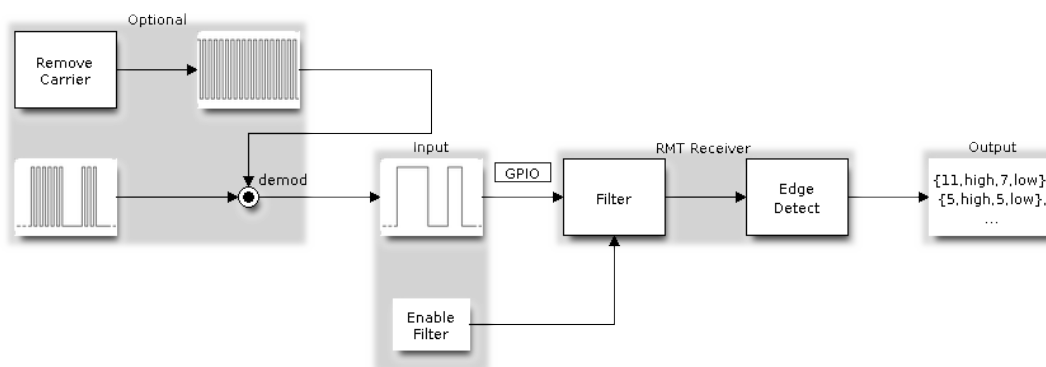 Optional
Remove
Carrier
demod
Input
GPIO
RMT Receiver
Filter
Edge
Detect
Output
{11,high,7,low}
{5,high,5,low},
...
Enable
Filter